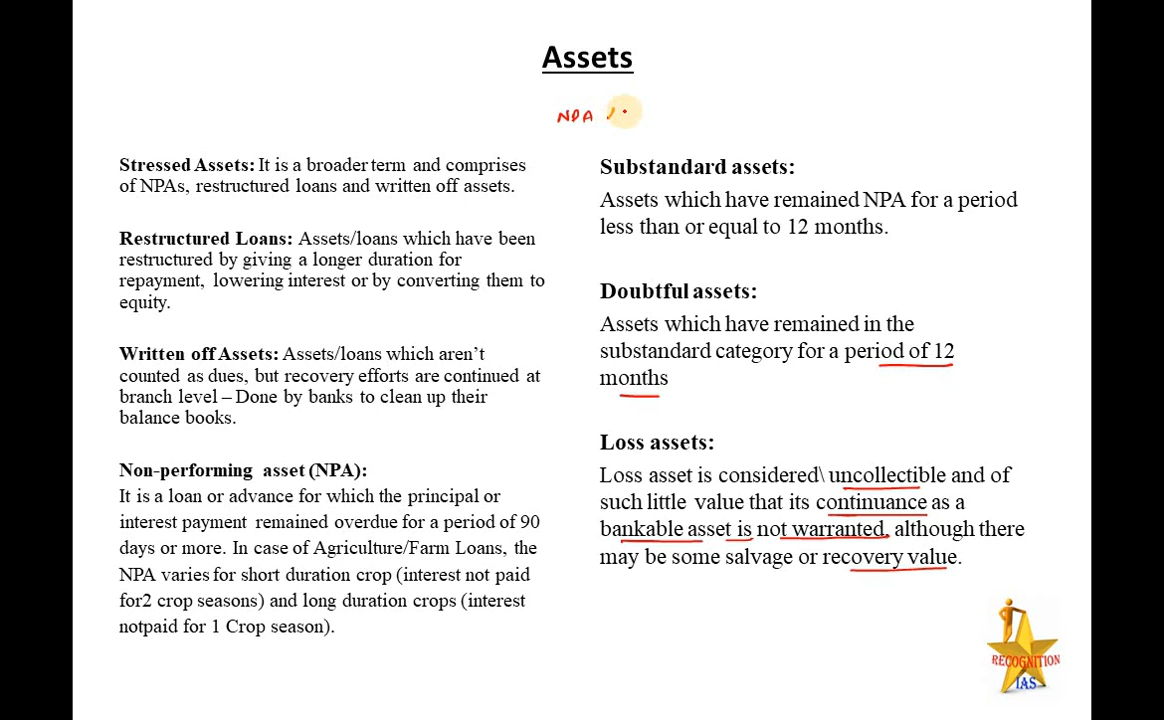 Assets
NPA
Stressed Assets: It is a broader term and comprises
of NPAs, restructured loans and written off assets.
Restructured Loans: Assets/loans which have been
restructured by giving a longer duration for
repayment, lowering interest or by converting them to
equity.
Written off Assets: Assets/loans which aren't
counted as dues, but recovery efforts are continued at
branch level – Done by banks to clean up their
balance books.
Non-performing asset (NPA):
It is a loan or advance for which the principal or
interest payment remained overdue for a period of 90
days or more. In case of Agriculture/Farm Loans, the
NPA varies for short duration crop (interest not paid
for2 crop seasons) and long duration crops (interest
notpaid for 1 Crop season).
Substandard assets:
Assets which have remained NPA for a period
less than or equal to 12 months.
Doubtful assets:
Assets which have remained in the
substandard category for a period of 12
months
Loss assets:
Loss asset is considered\ uncollectible and of
such little value that its continuance as a
bankable asset is not warranted, although there
may be some salvage or recovery value.
RECOGNITION
IAS